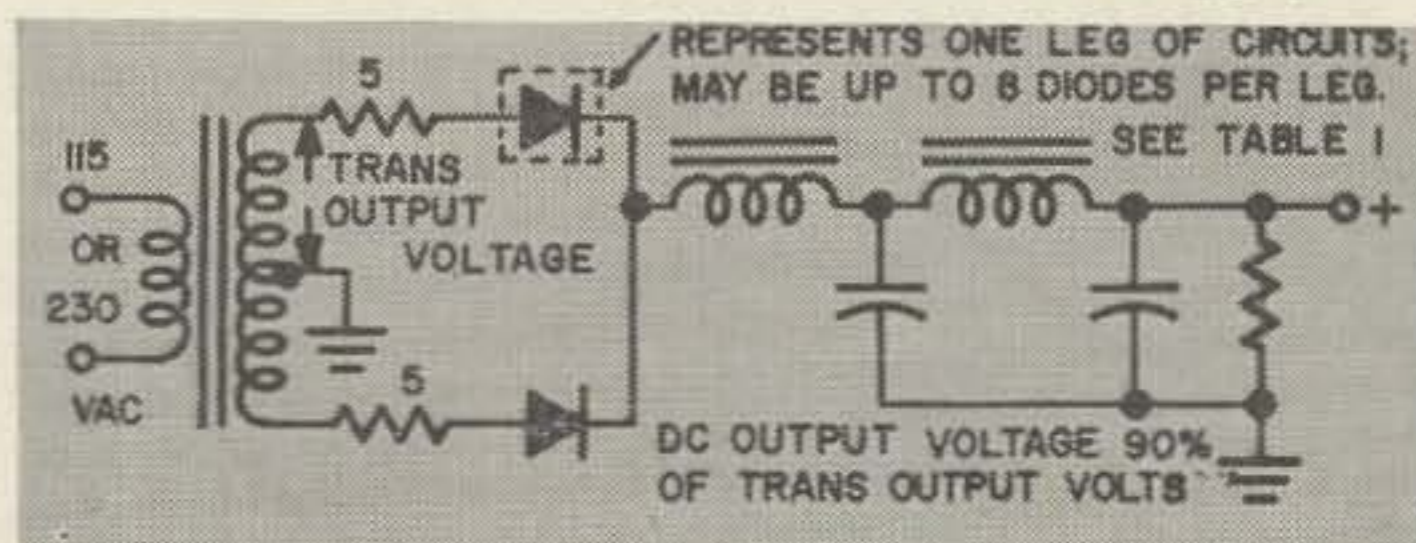 REPRESENTS ONE LEG OF CIRCUITS;
MAY BE UP TO 8 DIODES PER LEG.
SEE TABLE 1
5
115
OR
230
VAC
TRANS
OUTPUT
VOLTAGE
+
5
DC OUTPUT VOLTAGE 90%
OF TRANS OUTPUT VOLTS